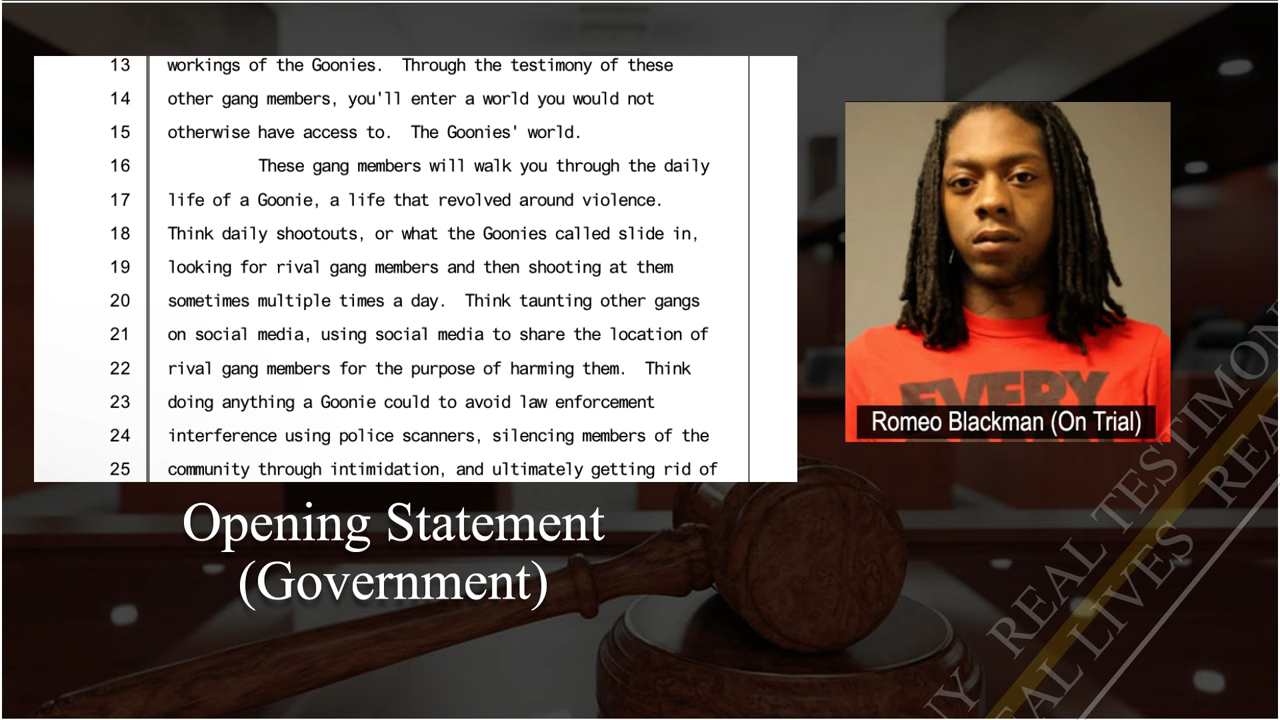 13 workings of the Goonies. Through the testimony of these
14 other gang members, you'll enter a world you would not
15 otherwise have access to. The Goonies' world.
16 These gang members will walk you through the daily
17 life of a Goonie, a life that revolved around violence.
18 Think daily shootouts, or what the Goonies called slide in,
19 looking for rival gang members and then shooting at them
20 sometimes multiple times a day. Think taunting other gangs
21 on social media, using social media to share the location of
22 rival gang members for the purpose of harming them. Think
23 doing anything a Goonie could to avoid law enforcement
24 interference using police scanners, silencing members of the
25 community through intimidation, and ultimately getting rid of
EVERY
Romeo Blackman (On Trial)
Opening Statement
(Government)
REAL TESTIMON
REAL LIVES REA